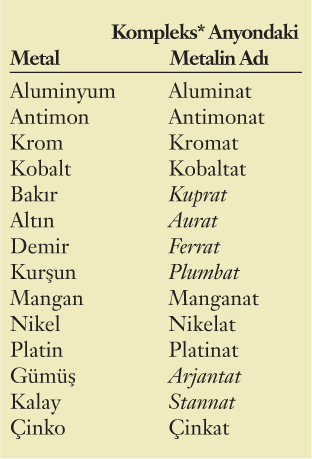 Kompleks* Anyondaki
Metal Metalin Adı
Aluminyum Aluminat
Antimon Antimonat
Krom Kromat
Kobalt Kobaltat
Bakır Kuprat
Altın Aurat
Demir Ferrat
Kurşun Plumbat
Mangan Manganat
Nikel Nikelat
Platin Platinat
Gümüş Arjantat
Kalay Stannat
Çinko Çinkat